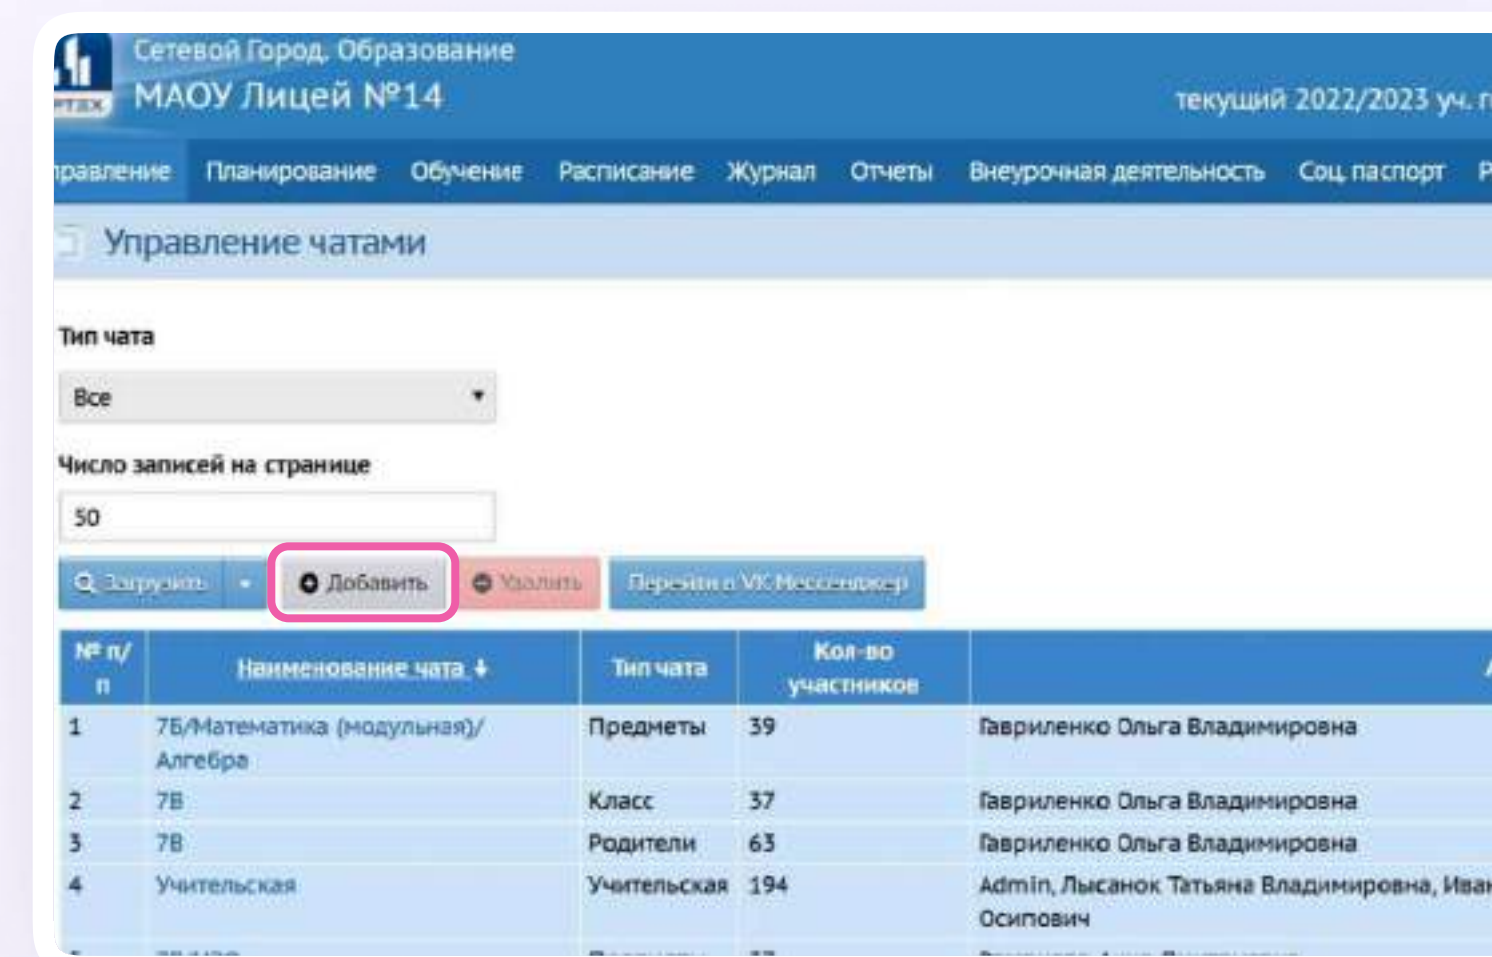 Сетевой Город. Образование
МАОУ Лицей №14
текущий 2022/2023 уч.
Планирование Обучение Расписание Журнал Отчеты Внеурочная деятельность Соц. паспорт
Управление чатами
Тип чата
Все
Число записей на странице
50
Загрузить Добавить Удалить Перейти в VK Мессенджер
№ п/ Кол-во
п Наименование чата Тип чата участников
1 7Б/Математика (модульная)/ Предметы 39 Гавриленко Ольга Владимировна
Алгебра
2 7В Класс 37 Гавриленко Ольга Владимировна
3 7В Родители 63 Гавриленко Ольга Владимировна
4 Учительская Учительская 194 Admin, Лысанок Татьяна Владимировна,
Осипович